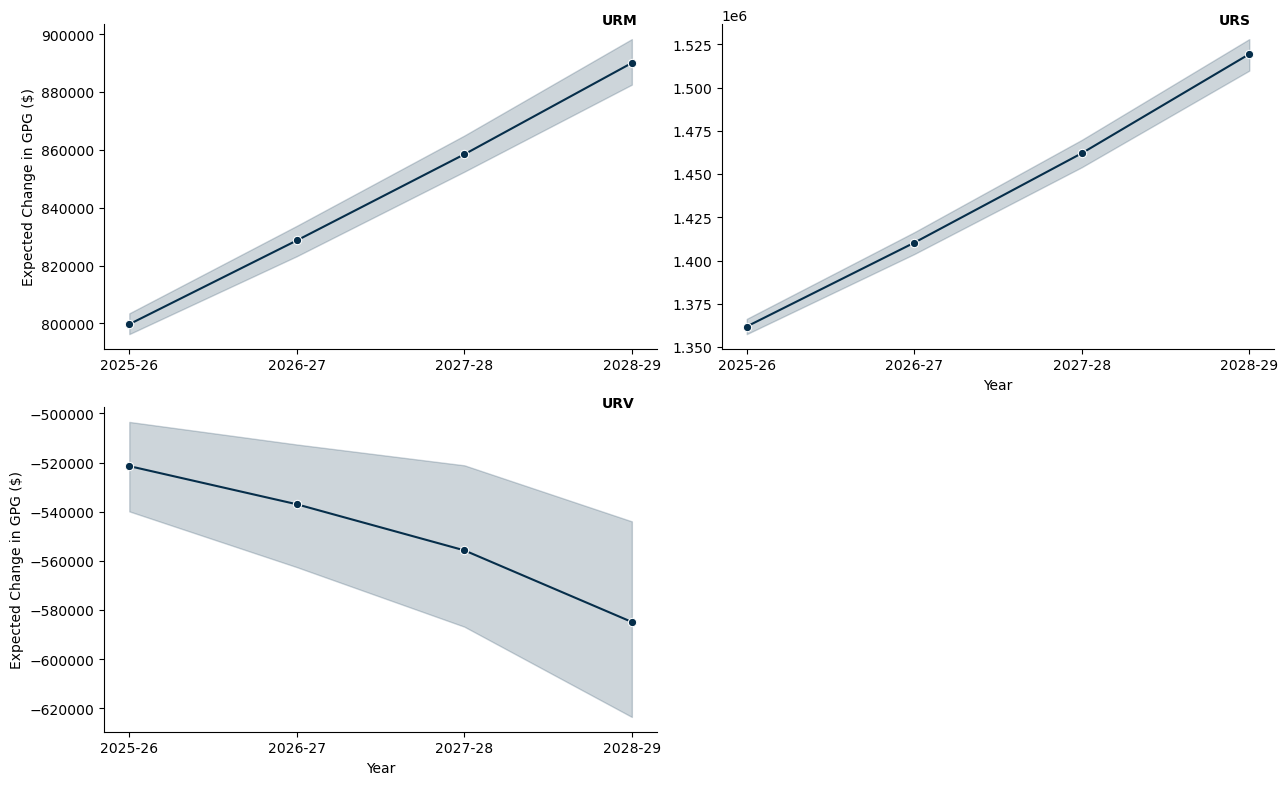 URM
Expected Change in GPG ($)
900000
880000
860000
840000
820000
800000
2025-26 2026-27 2027-28 2028-29
1e6
URS
1.525
1.500
1.475
1.450
1.425
1.400
1.375
1.350
2025-26 2026-27 2027-28 2028-29
Year
URV
Expected Change in GPG ($)
−500000
−520000
−540000
−560000
−580000
−600000
−620000
2025-26 2026-27 2027-28 2028-29
Year